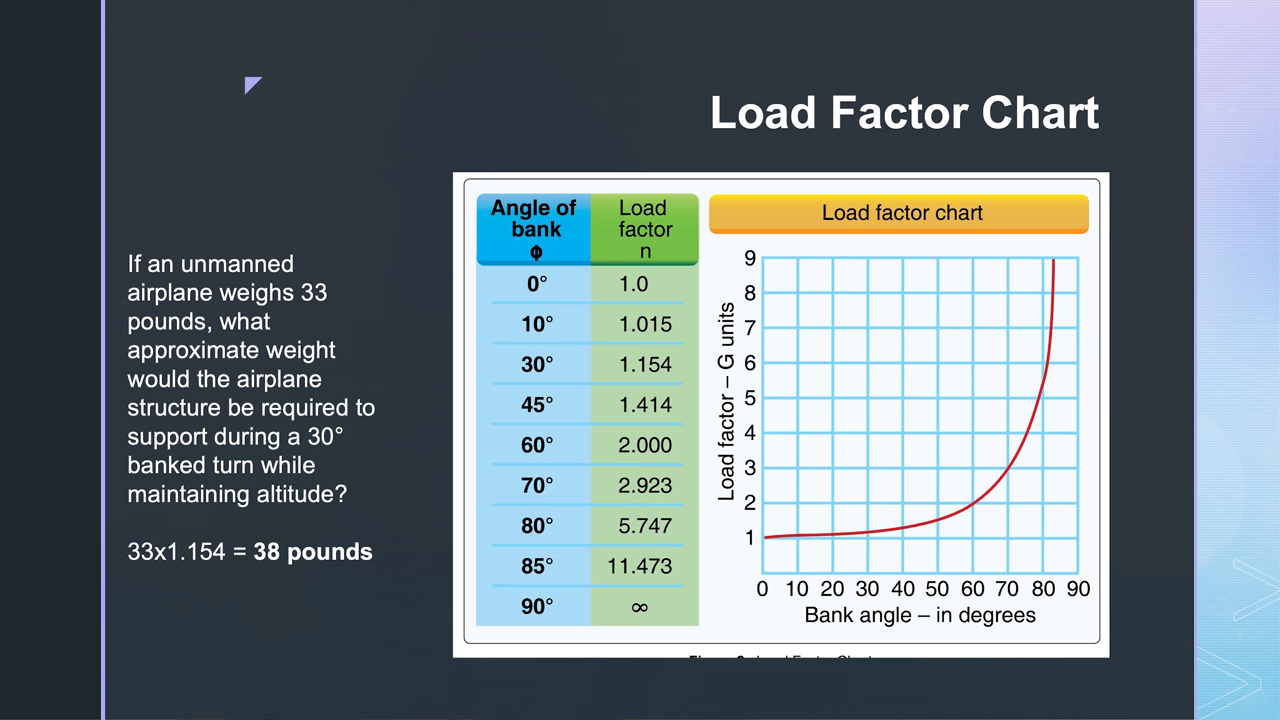 Load Factor Chart
If an unmanned
airplane weighs 33
pounds, what
approximate weight
would the airplane
structure be required to
support during a 30°
banked turn while
maintaining altitude?
33x1.154 = 38 pounds
Angle of
bank
ϕ
Load
factor
n
0° 1.0
10° 1.015
30° 1.154
45° 1.414
60° 2.000
70° 2.923
80° 5.747
85° 11.473
90° ∞
Load factor chart
Load factor – G units
9
8
7
6
5
4
3
2
1
0 10 20 30 40 50 60 70 80 90
Bank angle – in degrees